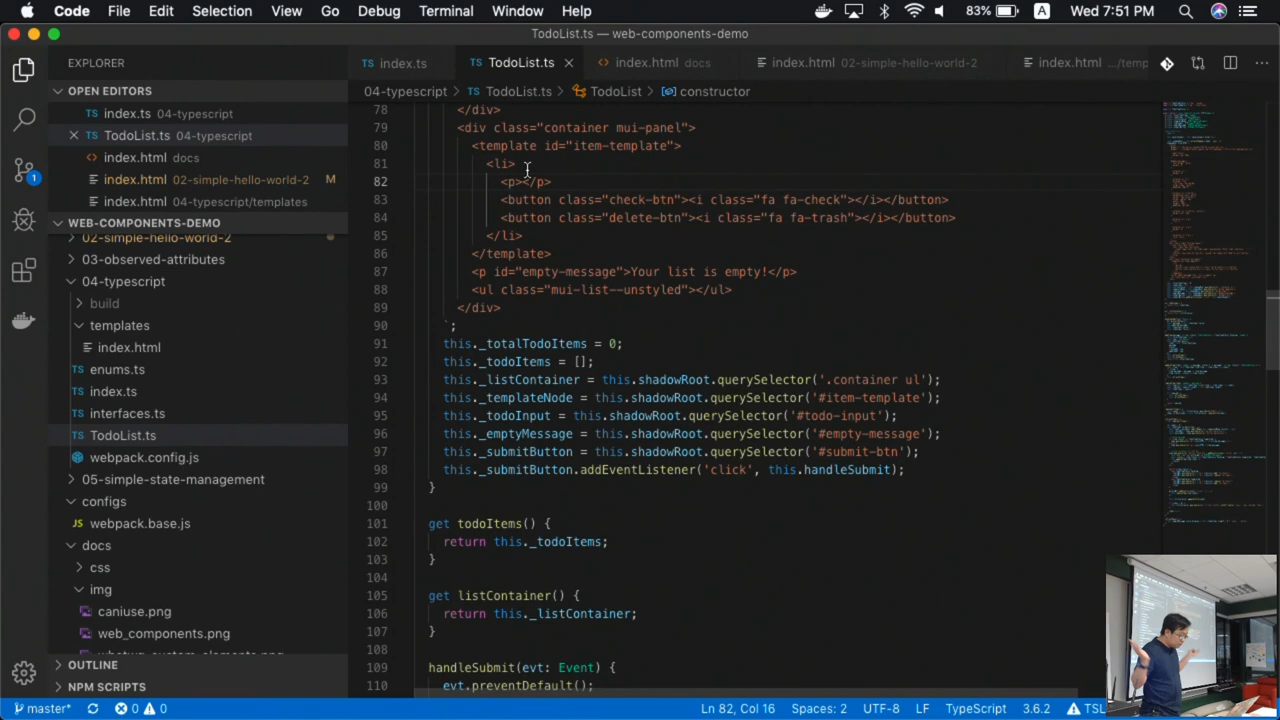 Code File Edit Selection View Go Debug Terminal Window Help 83% A Wed 7:51 PM
TodoList.ts — web-components-demo
EXPLORER
TS index.ts
TS TodoList.ts
index.html docs
index.html 02-simple-hello-world-2
index.html .../temp
OPEN EDITORS
TS index.ts 04-typescript
TS TodoList.ts 04-typescript
index.html docs
index.html 02-simple-hello-world-2 M
index.html 04-typescript/templates
WEB-COMPONENTS-DEMO
02-simple-hello-world-2
03-observed-attributes
04-typescript
build
templates
index.html
TS enums.ts
TS index.ts
TS interfaces.ts
TS TodoList.ts
webpack.config.js
05-simple-state-management
configs
JS webpack.base.js
docs
css
img
caniuse.png
web_components.png
OUTLINE
NPM SCRIPTS
1
04-typescript > TS TodoList.ts > TodoList > constructor
78 </div>
79 <div class="container mui-panel">
80 <template id="item-template">
81 <li>
82 <p></p>
83 <button class="check-btn"><i class="fa fa-check"></i></button>
84 <button class="delete-btn"><i class="fa fa-trash"></i></button>
85 </li>
86 </template>
87 <p id="empty-message">Your list is empty!</p>
88 <ul class="mui-list--unstyled"></ul>
89 </div>
90 `;
91 this._totalTodoItems = 0;
92 this._todoItems = [];
93 this._listContainer = this.shadowRoot.querySelector('.container ul');
94 this._templateNode = this.shadowRoot.querySelector('#item-template');
95 this._todoInput = this.shadowRoot.querySelector('#todo-input');
96 this._emptyMessage = this.shadowRoot.querySelector('#empty-message');
97 this._submitButton = this.shadowRoot.querySelector('#submit-btn');
98 this._submitButton.addEventListener('click', this.handleSubmit);
99 }
100
101 get todoItems() {
102 return this._todoItems;
103 }
104
105 get listContainer() {
106 return this._listContainer;
107 }
108
109 handleSubmit(evt: Event) {
110 evt.preventDefault();
master* 0 0 Ln 82, Col 16 Spaces: 2 UTF-8 LF TypeScript 3.6.2 TSL